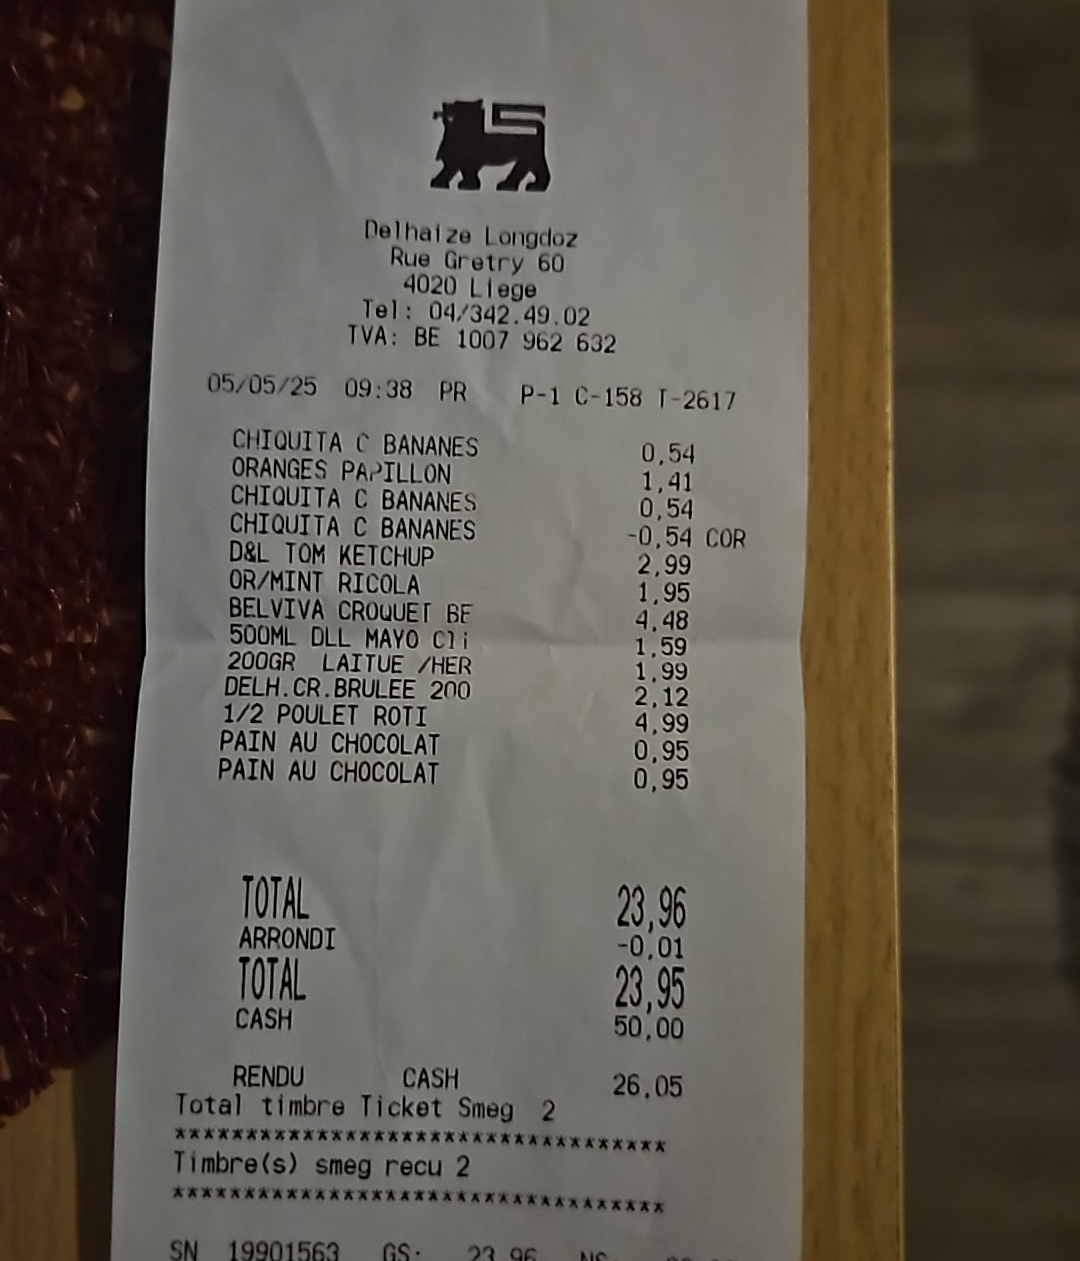 Delhaize Longdoz
Rue Gretry 60
4020 Liege
Tel: 04/342.49.02
TVA: BE 1007 962 632
05/05/25 09:38 PR P-1 C-158 T-2617
CHIQUITA C BANANES 0,54
ORANGES PAPILLON 1,41
CHIQUITA C BANANES 0,54
CHIQUITA C BANANES -0,54 COR
D&L TOM KETCHUP 2,99
OR/MINT RICOLA 1,95
BELVIVA CROQUET BE 4,48
500ML DLL MAYO Cli 1,59
200GR LAITUE /HER 1,99
DELH.CR.BRULEE 200 2,12
1/2 POULET ROTI 4,99
PAIN AU CHOCOLAT 0,95
PAIN AU CHOCOLAT 0,95
TOTAL 23,96
ARRONDI -0,01
TOTAL 23,95
CASH 50,00
RENDU CASH 26,05
Total timbre Ticket Smeg 2
**********************************
Timbre(s) smeg recu 2
**********************************
SN 19901563 GS: 23,96